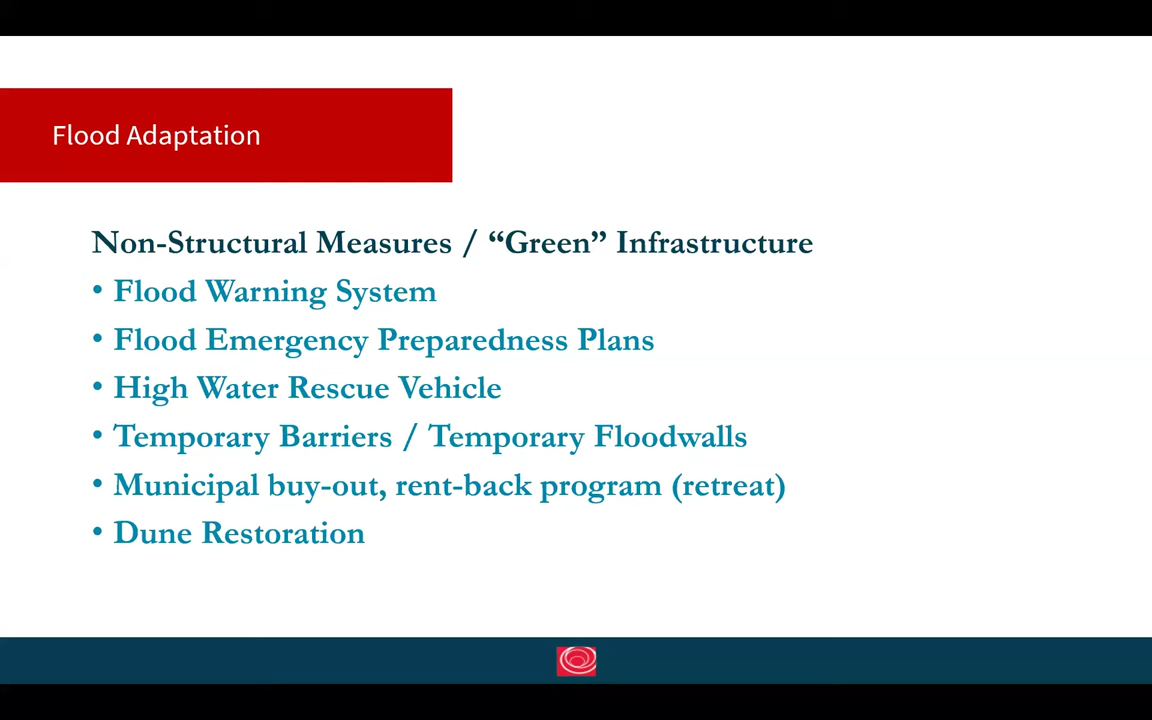 Flood Adaptation
Non-Structural Measures / “Green” Infrastructure
• Flood Warning System
• Flood Emergency Preparedness Plans
• High Water Rescue Vehicle
• Temporary Barriers / Temporary Floodwalls
• Municipal buy-out, rent-back program (retreat)
• Dune Restoration